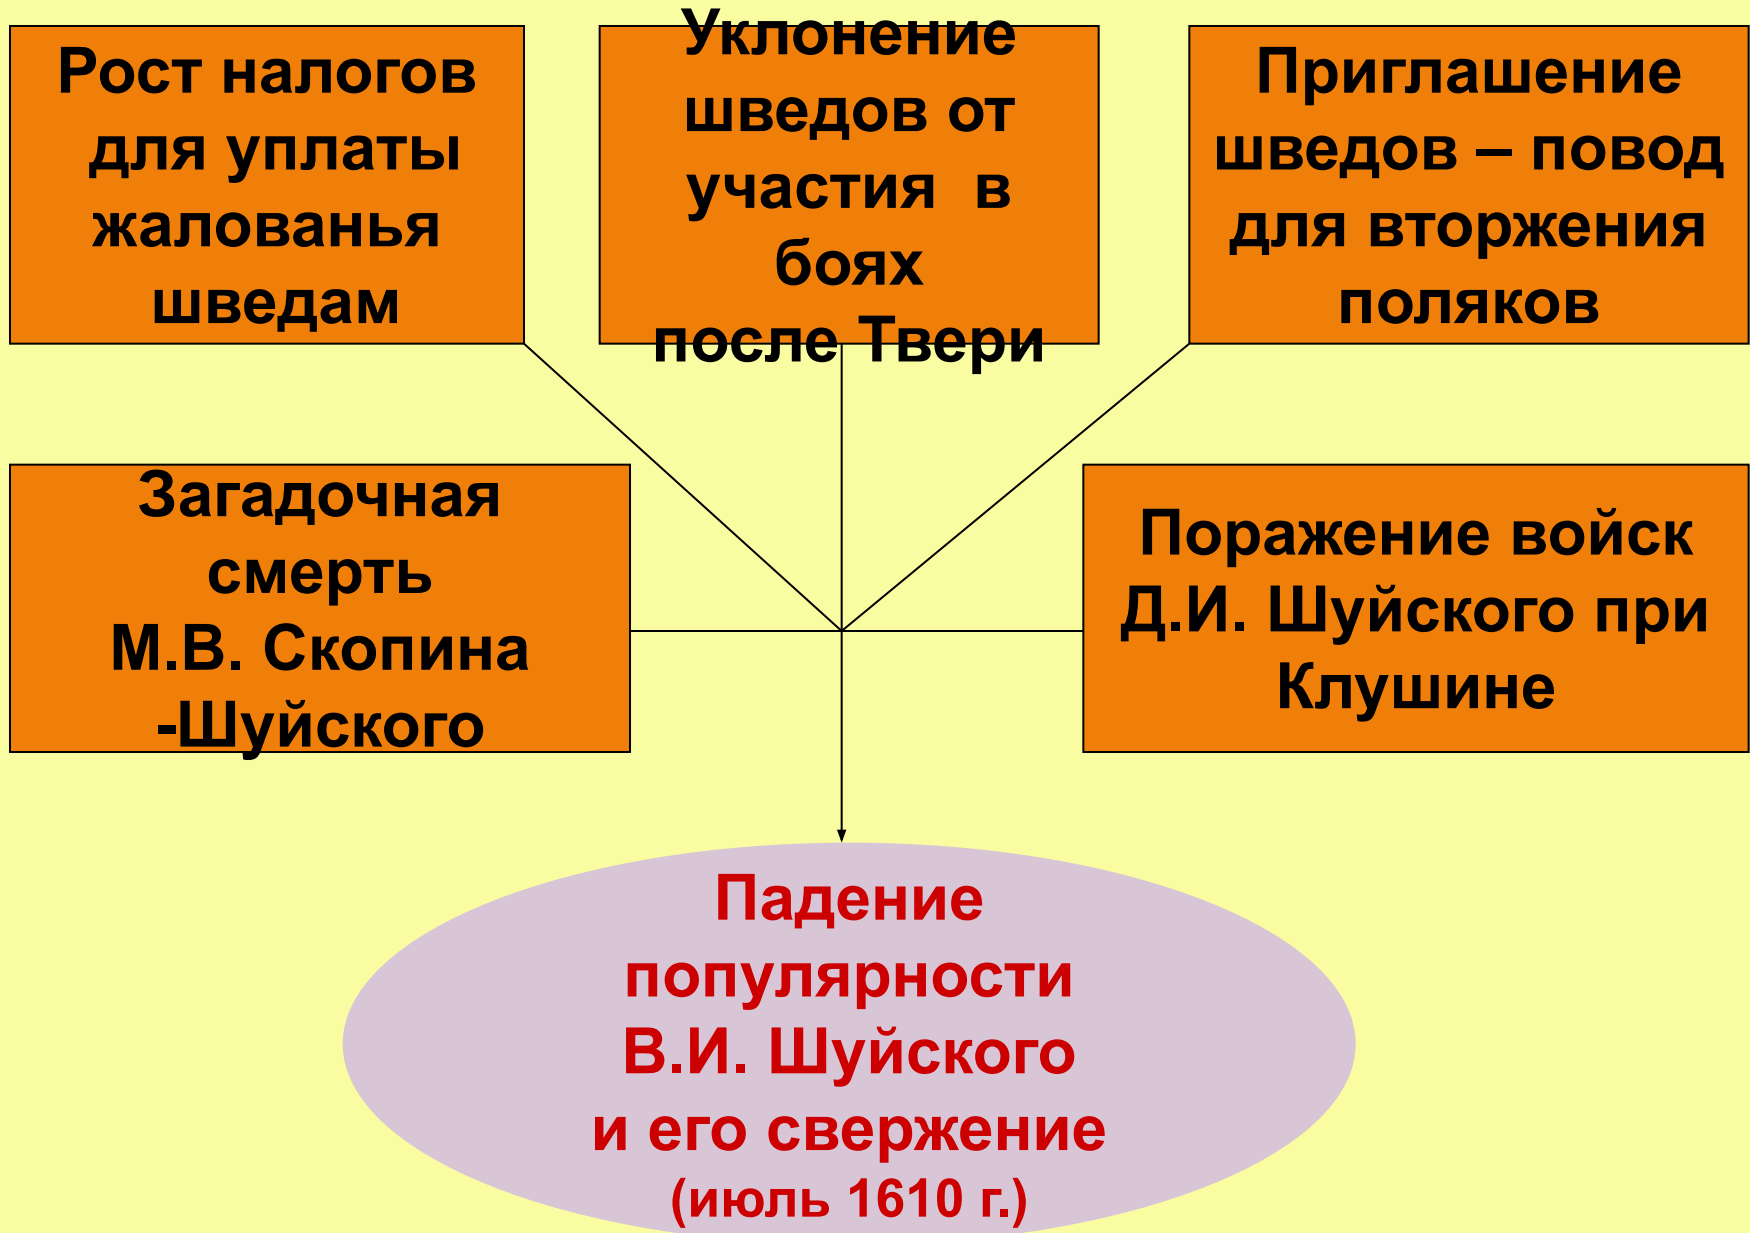 Рост налогов
для уплаты
жалованья
шведам
Уклонение
шведов от
участия в
боях
после Твери
Приглашение
шведов – повод
для вторжения
поляков
Загадочная
смерть
М.В. Скопина
-Шуйского
Поражение войск
Д.И. Шуйского при
Клушине
Падение
популярности
В.И. Шуйского
и его свержение
(июль 1610 г.)